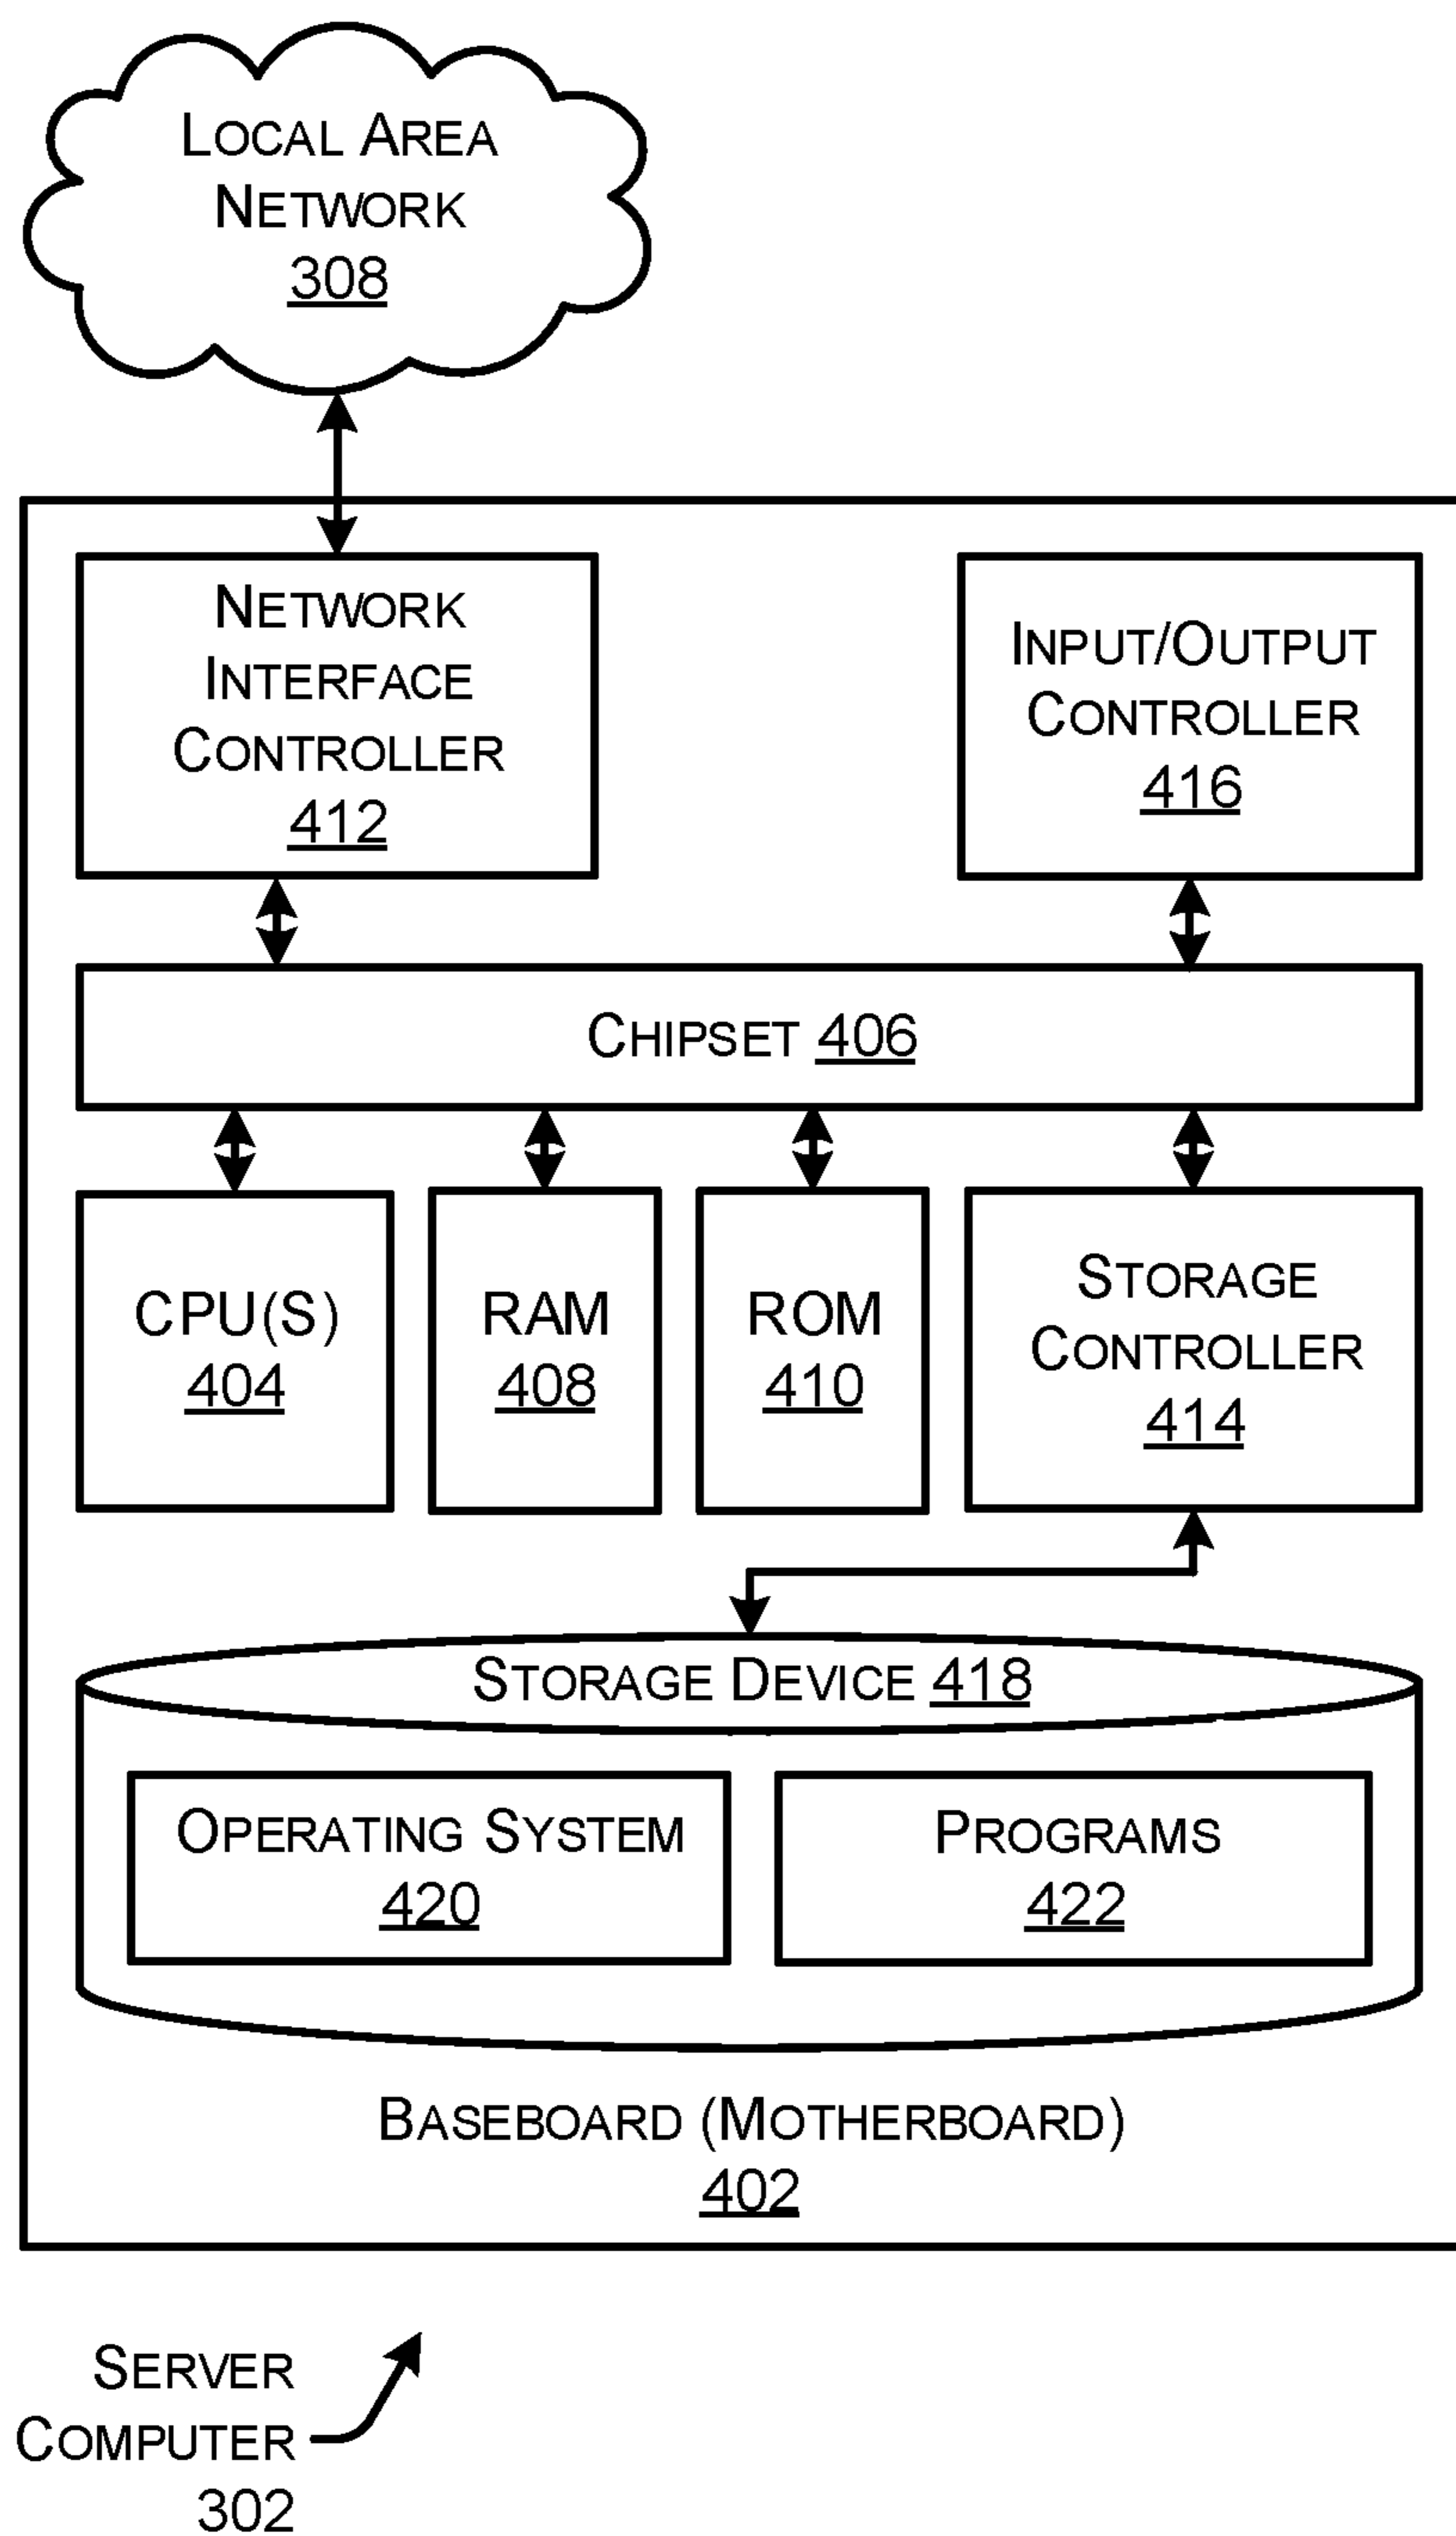 LOCAL AREA
NETWORK
308
NETWORK
INTERFACE
CONTROLLER
412
INPUT/OUTPUT
CONTROLLER
416
CHIPSET 406
CPU(S)
404
RAM
408
ROM
410
STORAGE
CONTROLLER
414
STORAGE DEVICE 418
OPERATING SYSTEM
420
PROGRAMS
422
BASEBOARD (MOTHERBOARD)
402
SERVER
COMPUTER
302